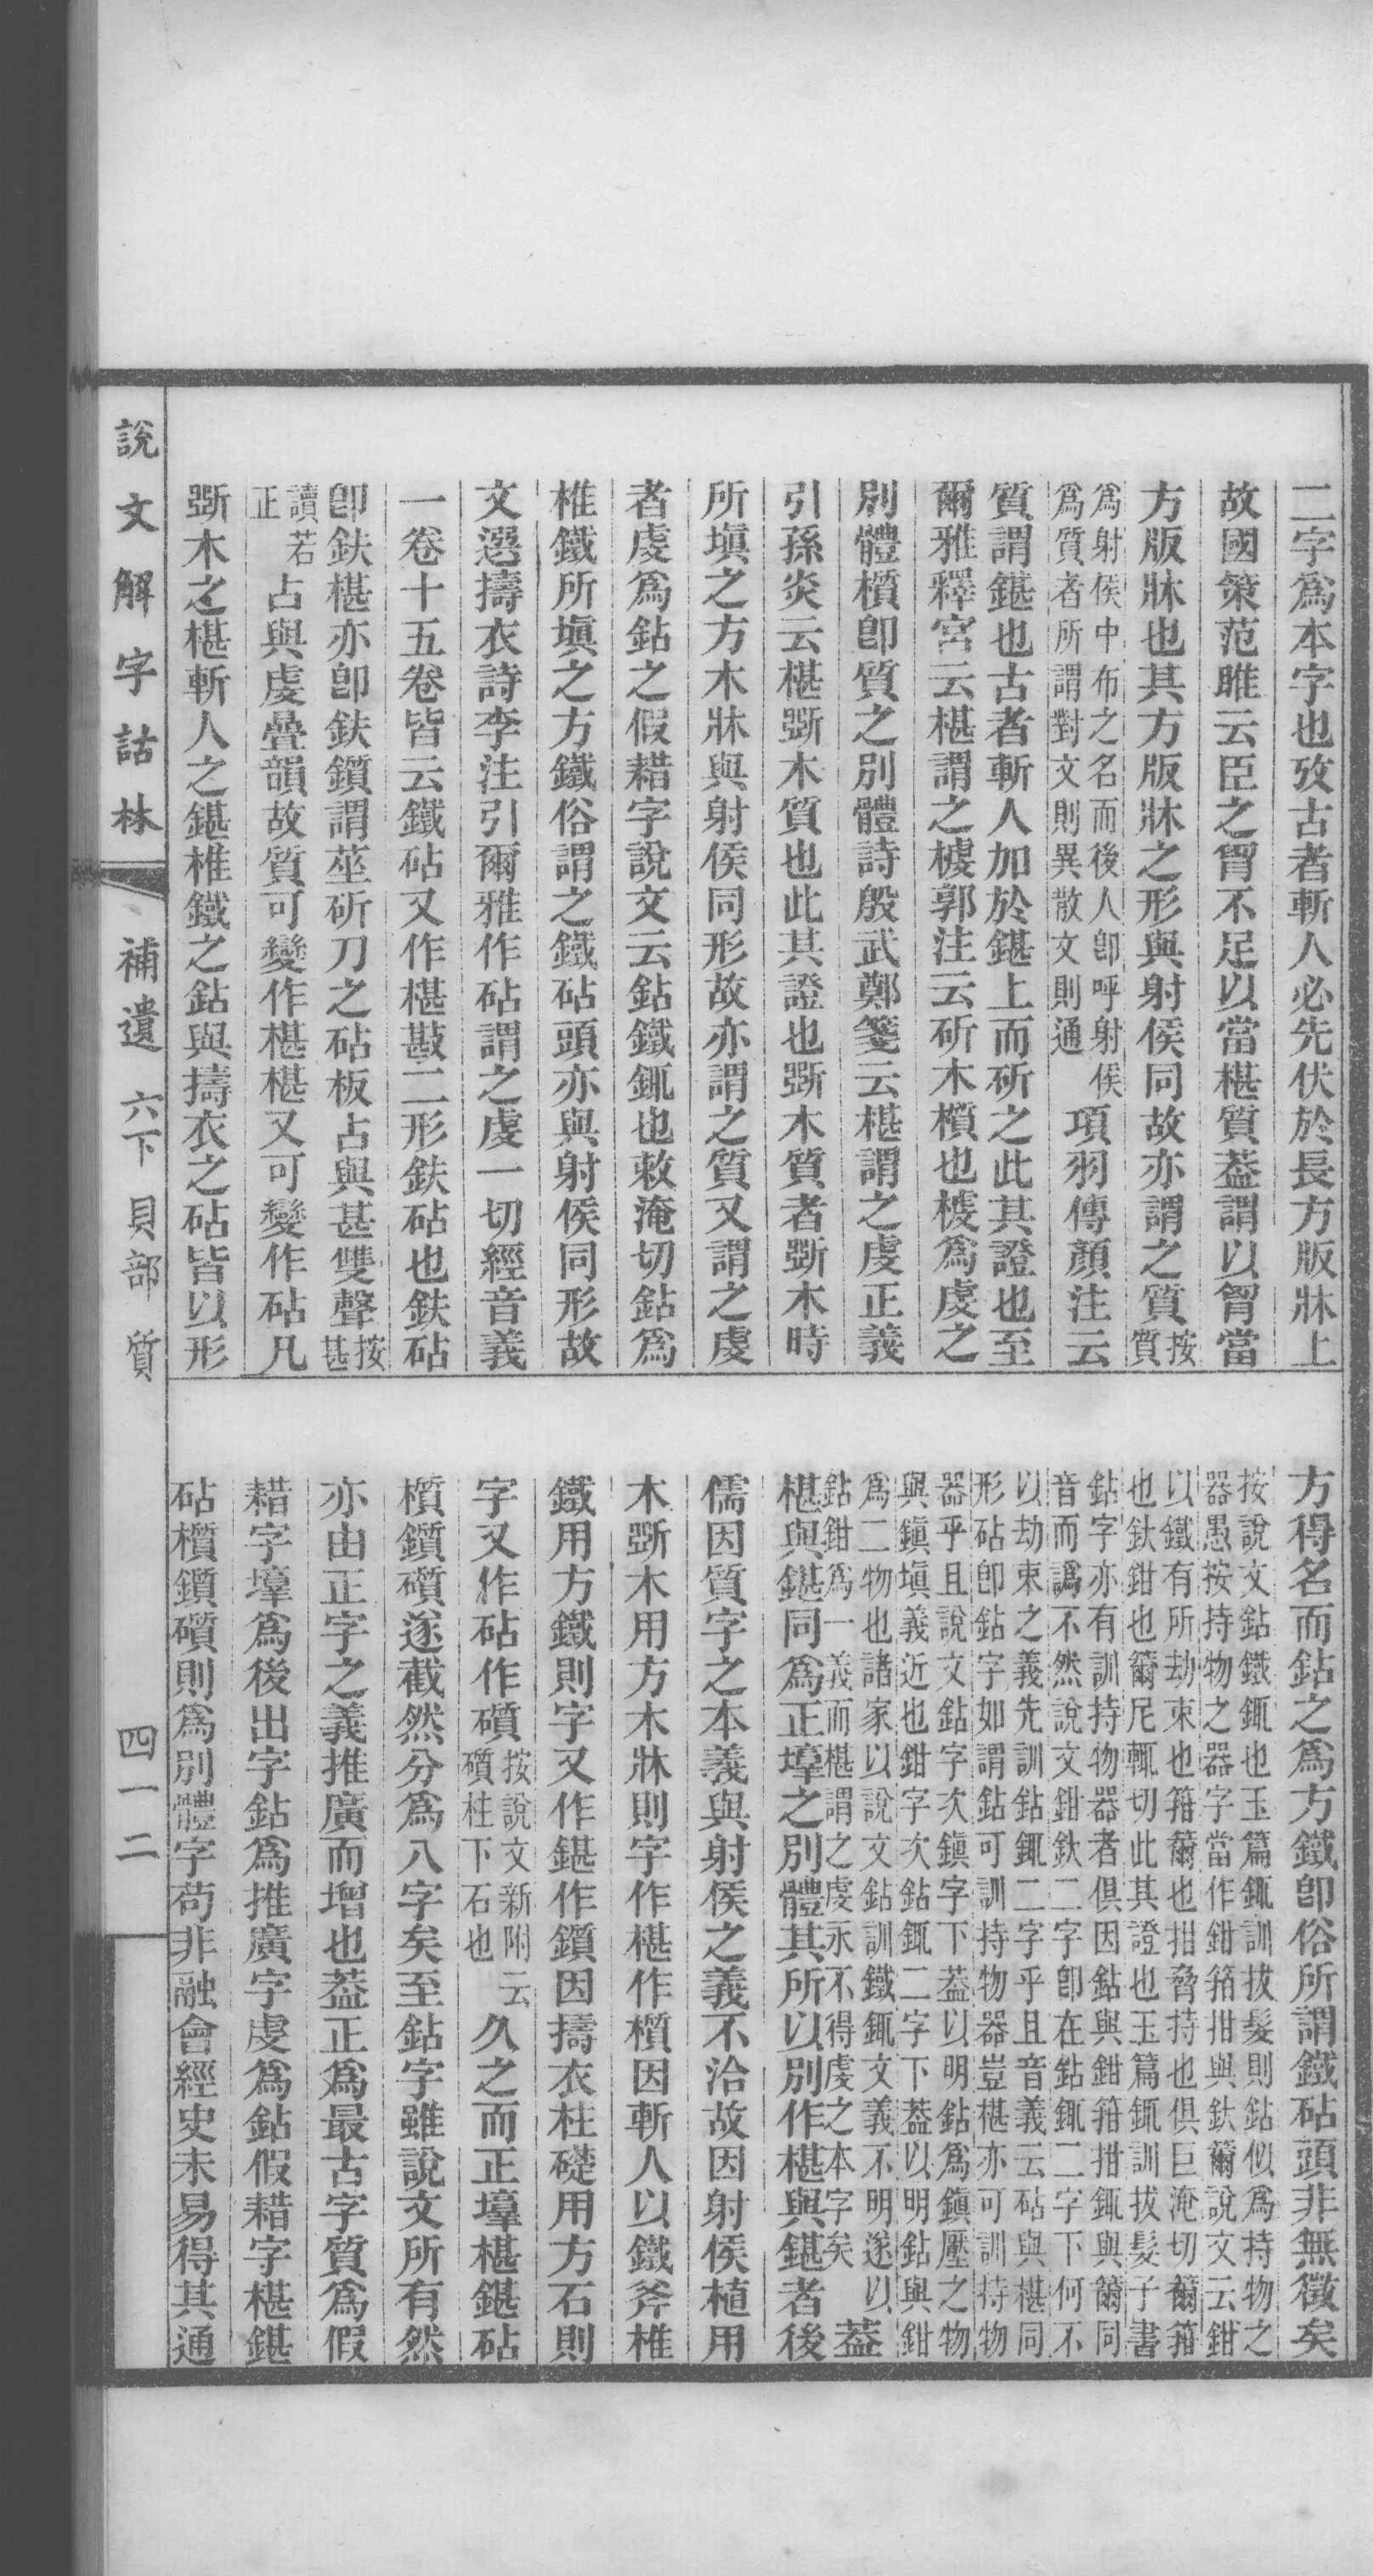 二字爲本字也攷古者斬人必先伏於長方版牀上
故國策范雎云臣之胷不足以當椹質葢謂以胷當
方版牀也其方版牀之形與射侯同故亦謂之質按質
爲射侯中布之名而後人卽呼射侯
爲質者所謂對文則異散文則通
項羽傳顏注云
質謂鍖也古者斬人加於鍖上而斫之此其證也至
爾雅釋宮云椹謂之榩郭注云斫木櫍也榩爲虔之
別體櫍卽質之別體詩殷武鄭箋云椹謂之虔正義
引孫炎云椹斲木質也此其證也斲木質者斲木時
所塡之方木牀與射侯同形故亦謂之質又謂之虔
者虔爲鉆之假耤字說文云鉆鐵鋷也敕淹切鉆爲
椎鐵所塡之方鐵俗謂之鐵砧頭亦與射侯同形故
文選擣衣詩李注引爾雅作砧謂之虔一切經音義
一卷十五卷皆云鐵砧又作椹㪜二形鈇砧也鈇砧
卽鈇椹亦卽鈇鑕謂莝斫刀之砧板占與甚雙聲按甚
讀若
正
占與虔疊韻故質可變作椹椹又可變作砧凡
斲木之椹斬人之鍖椎鐵之鉆與擣衣之砧皆以形
方得名而鉆之爲方鐵卽俗所謂鐵砧頭非無徵矣
按說文鉆鐵鋷也玉篇鋷訓拔髮則鉆似爲持物之
器愚按持物之器字當作鉗箝拑與鈦籋說文云鉗
以鐵有所劫束也箝籋也拑脅持也俱巨淹切籋箝
也鈦鉗也籋尼輒切此其證也玉篇鋷訓拔髮子書
鉆字亦有訓持物器者俱因鉆與鉗箝拑鋷與籋同
音而譌不然說文鉗鈦二字卽在鉆鋷二字下何不
以劫束之義先訓鉆鋷二字乎且音義云砧與椹同
形砧卽鉆字如謂鉆可訓持物器豈椹亦可訓持物
器乎且說文鉆字次鎭字下葢以明鉆爲鎭壓之物
與鎭塡義近也鉗字次鉆鋷二字下葢以明鉆與鉗
爲二物也諸家以說文鉆訓鐵鋷文義不明遂以
鉆鉗爲一義而椹謂之虔永不得虔之本字矣
葢
椹與鍖同爲正𡒉之別體其所以別作椹與鍖者後
儒因質字之本義與射侯之義不洽故因射侯植用
木斲木用方木牀則字作椹作櫍因斬人以鐵斧椎
鐵用方鐵則字又作鍖作鑕因擣衣柱礎用方石則
字又作砧作礩按說文新附云
礩柱下石也
久之而正𡒉椹鍖砧
櫍鑕礩遂截然分爲八字矣至鉆字雖說文所有然
亦由正字之義推廣而增也葢正爲最古字質爲假
耤字𡒉爲後出字鉆爲推廣字虔爲鉆假耤字椹鍖
砧櫍鑕礩則爲別體字苟非融會經史未易得其通
說文解字詁林
補遺 六下 貝部 質
四一二